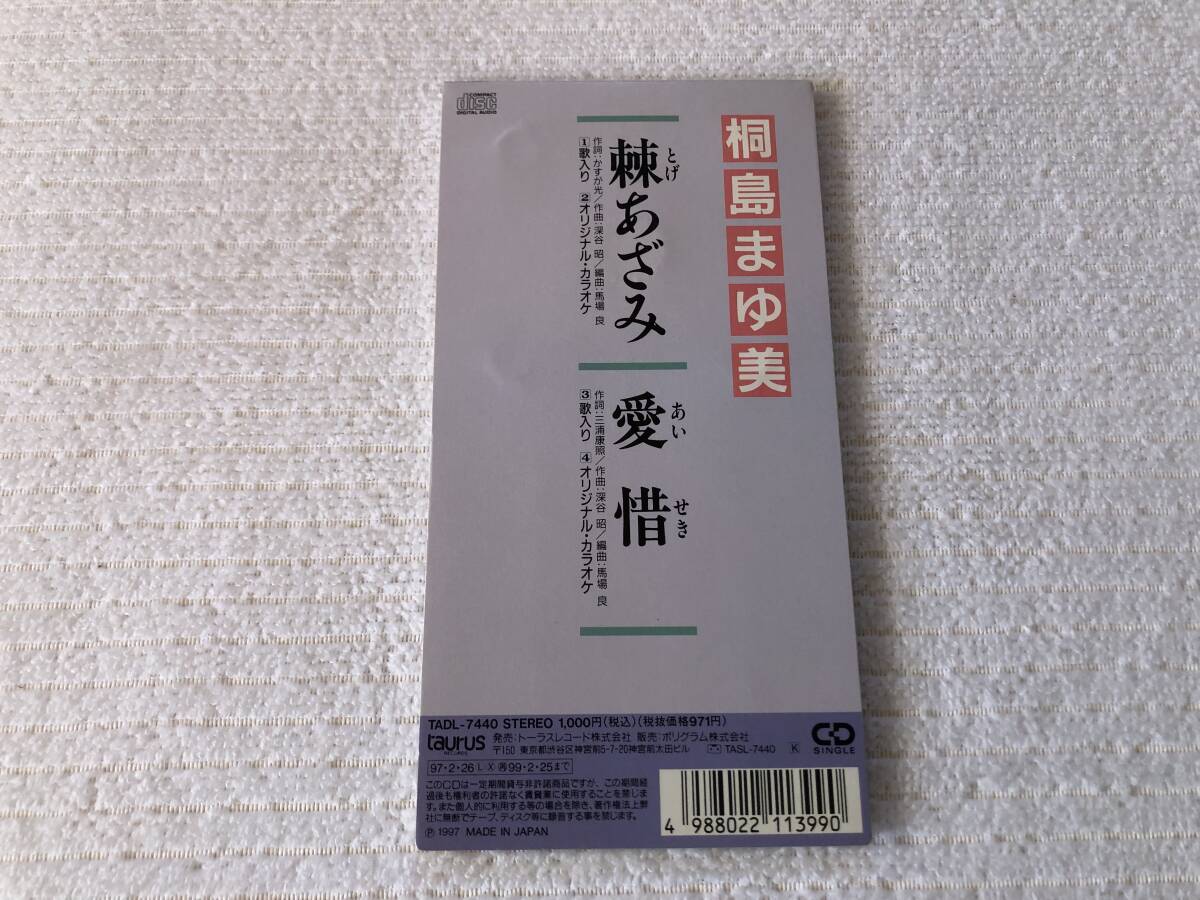 COMPACT
disc
DIGITAL AUDIO
桐島まゆ美
とげ
棘あざみ
作詞:かすか光/作曲:深谷 昭/編曲:馬場 良
1歌入り 2オリジナル・カラオケ
あい せき
愛惜
作詞:三浦康照/作曲:深谷 昭/編曲:馬場 良
3歌入り 4オリジナル・カラオケ
TADL-7440 STEREO 1,000円(税込)(税抜価格971円)
taurus
RECORDS
発売:トーラスレコード株式会社 販売:ポリグラム株式会社
〒150 東京都渋谷区神宮前5-7-20神宮前太田ビル TASL-7440 K
CD
SINGLE
97・2・26 L X 再99・2・25まで
このCDは一定期間貸与非許諾商品ですが、この期間経
過後も権利者の許諾なく賃貸業に使用することを禁じま
す。また個人的に利用する等の場合を除き、著作権法上弊
社に無断でテープ、ディスク等に録音する事を禁じます。
Ⓟ 1997 MADE IN JAPAN
4 988022 113990